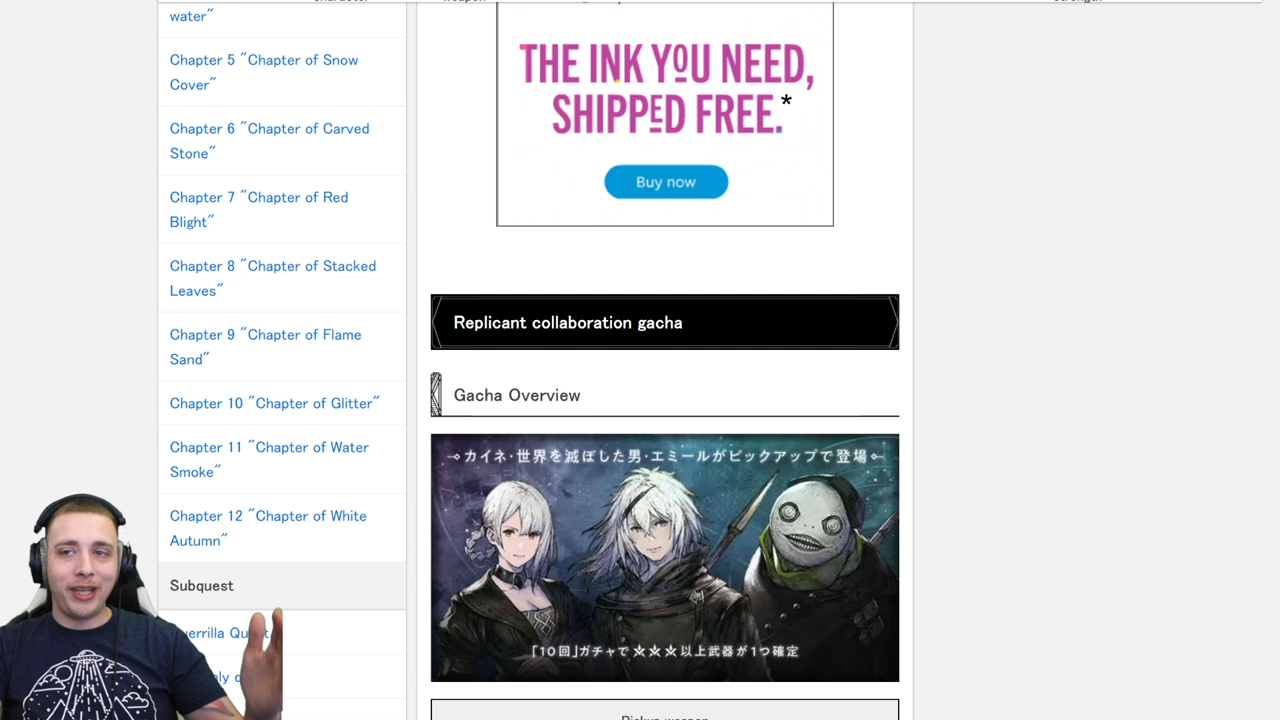 water"
Chapter 5 "Chapter of Snow
Cover"
Chapter 6 "Chapter of Carved
Stone"
Chapter 7 "Chapter of Red
Blight"
Chapter 8 "Chapter of Stacked
Leaves"
Chapter 9 "Chapter of Flame
Sand"
Chapter 10 "Chapter of Glitter"
Chapter 11 "Chapter of Water
Smoke"
Chapter 12 "Chapter of White
Autumn"
Subquest
uerrilla Qu
THE INK YOU NEED,
SHIPPED FREE.*
Buy now
Replicant collaboration gacha
Gacha Overview
カイネ・世界を滅ぼした男・エミールがピックアップで登場
「10回」ガチャで★★★以上武器が1つ確定